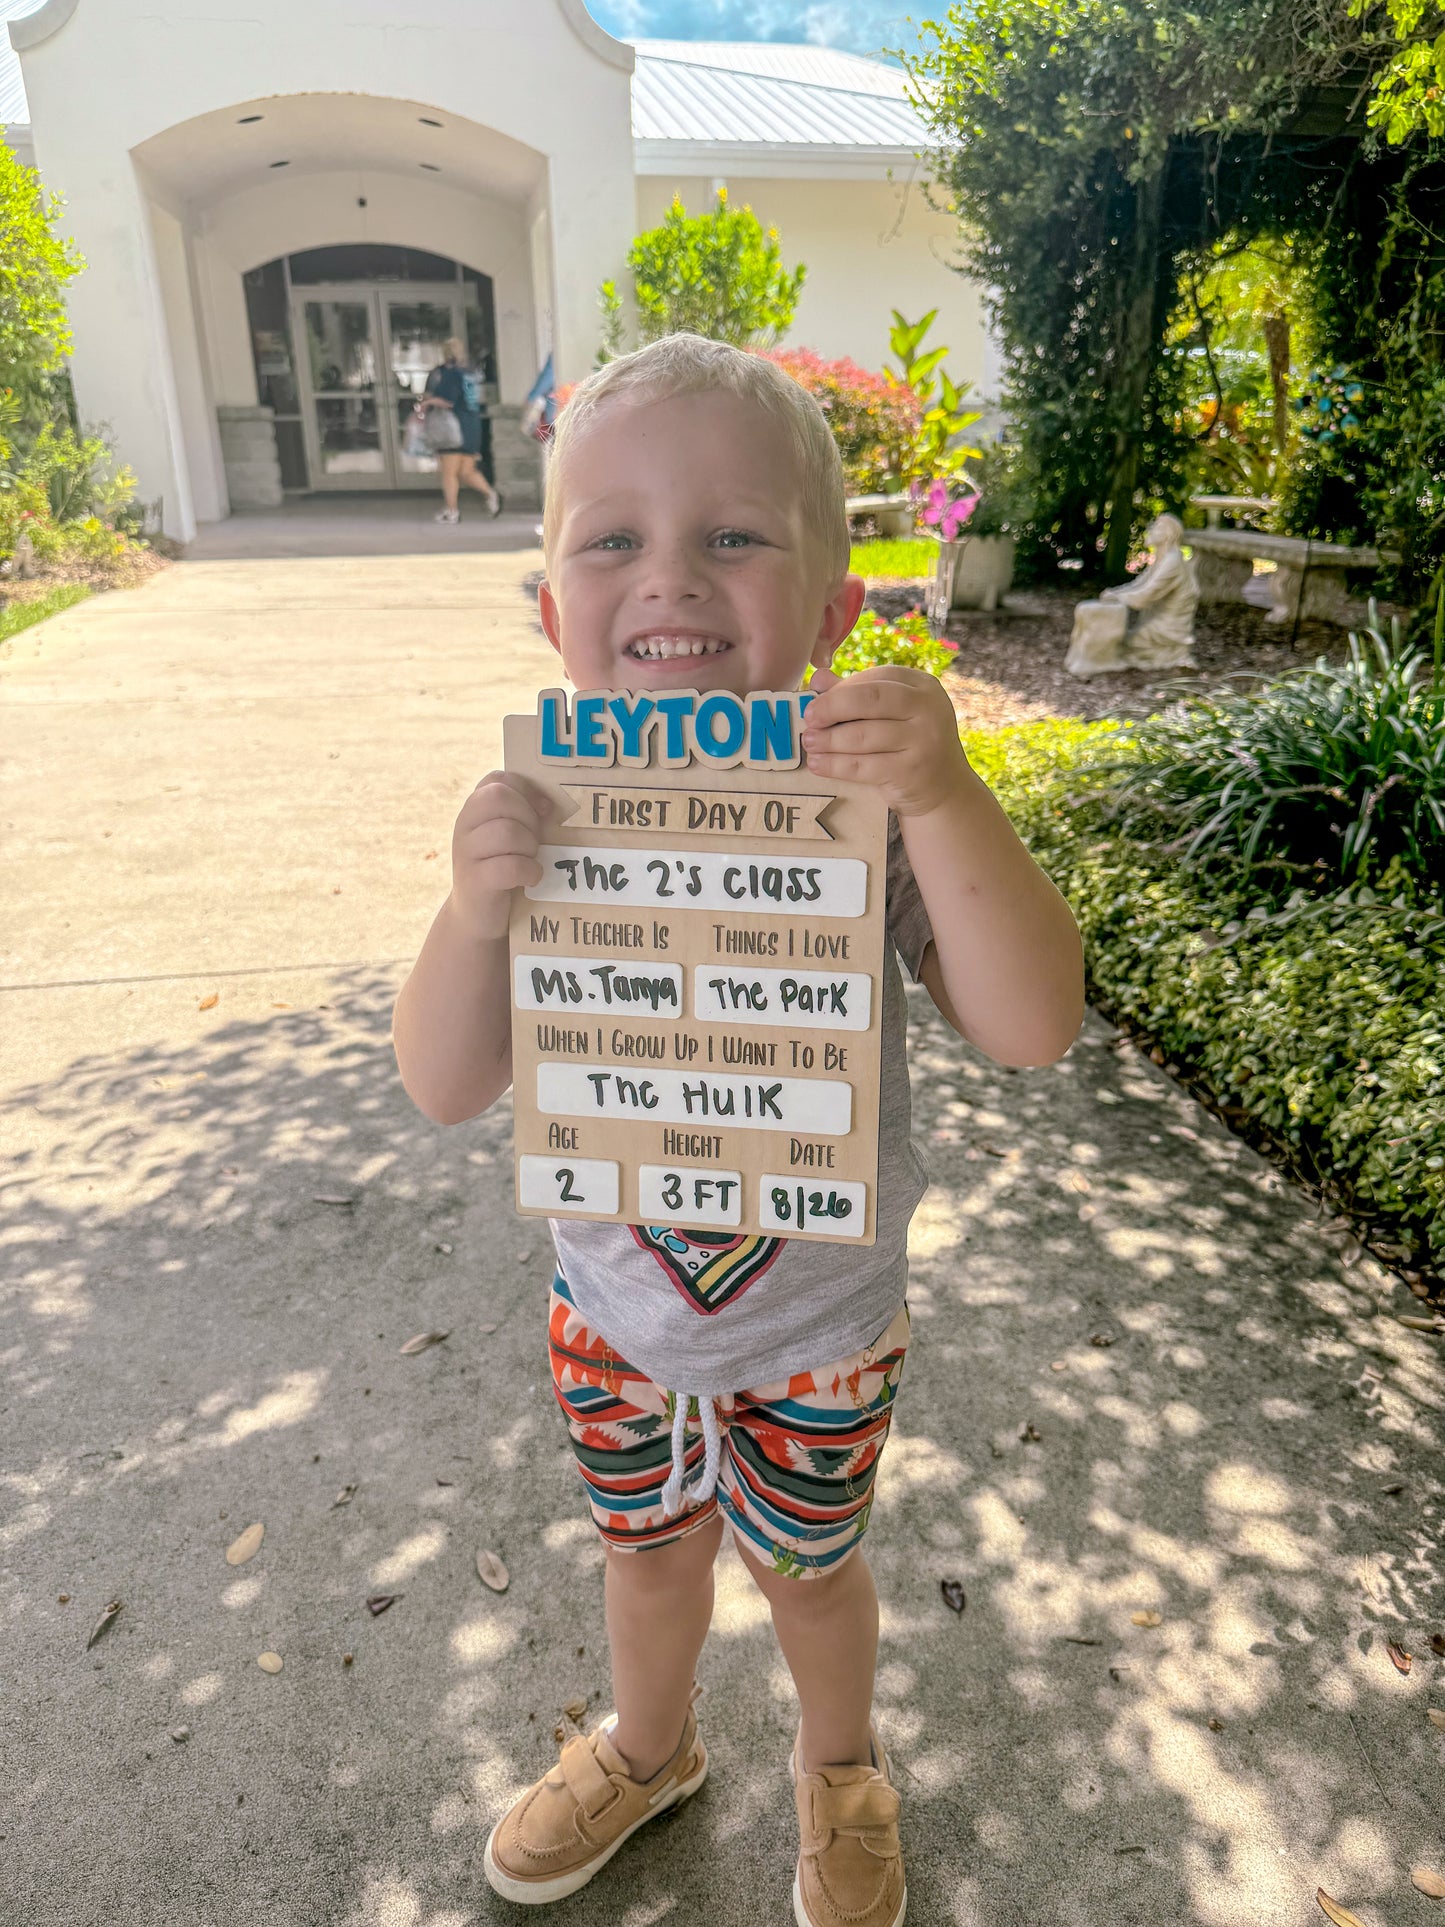 LEYTON'
FIRST DAY OF
The 2's class
MY TEACHER IS THINGS I LOVE
Ms. Tanya The Park
WHEN I GROW UP I WANT TO BE
The HulK
AGE HEIGHT DATE
2 3 FT 8/26